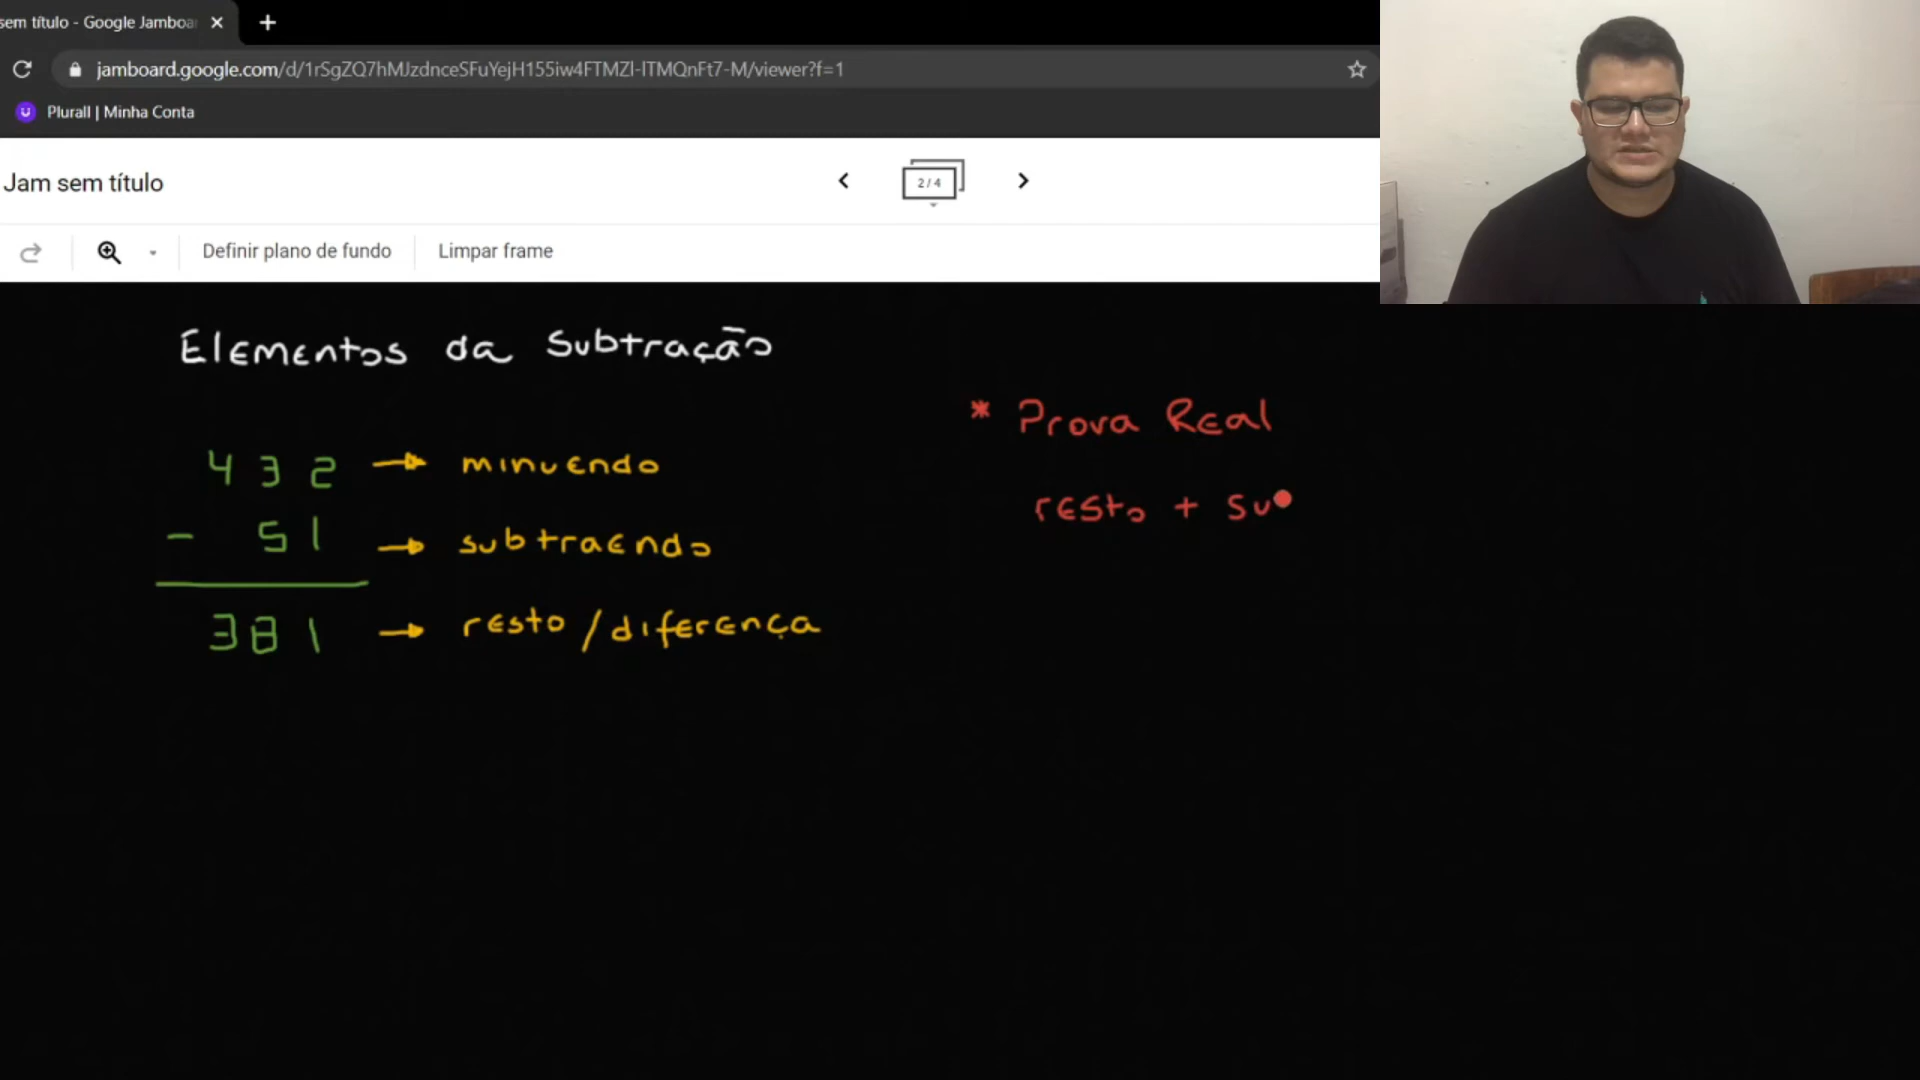 sem título - Google Jamboa
jamboard.google.com/d/1rSgZQ7hMJzdnceSFuYejH155iw4FTMZl-lTMQnFt7-M/viewer?f=1
Plurall | Minha Conta
Jam sem título
2 / 4
Definir plano de fundo
Limpar frame
Elementos da Subtração
432 → minuendo
- 51 → subtraendo
381 → resto / diferença
* Prova Real
resto + su